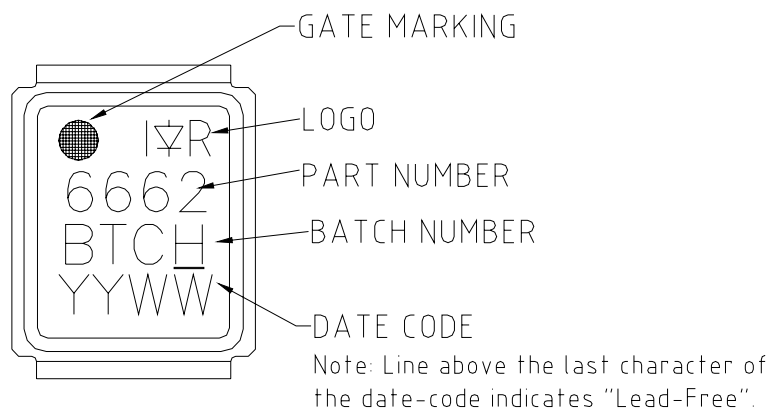 GATE MARKING
LOGO
I R
PART NUMBER
6662
BATCH NUMBER
BTCH
YYWW
DATE CODE
Note: Line above the last character of
the date-code indicates "Lead-Free".